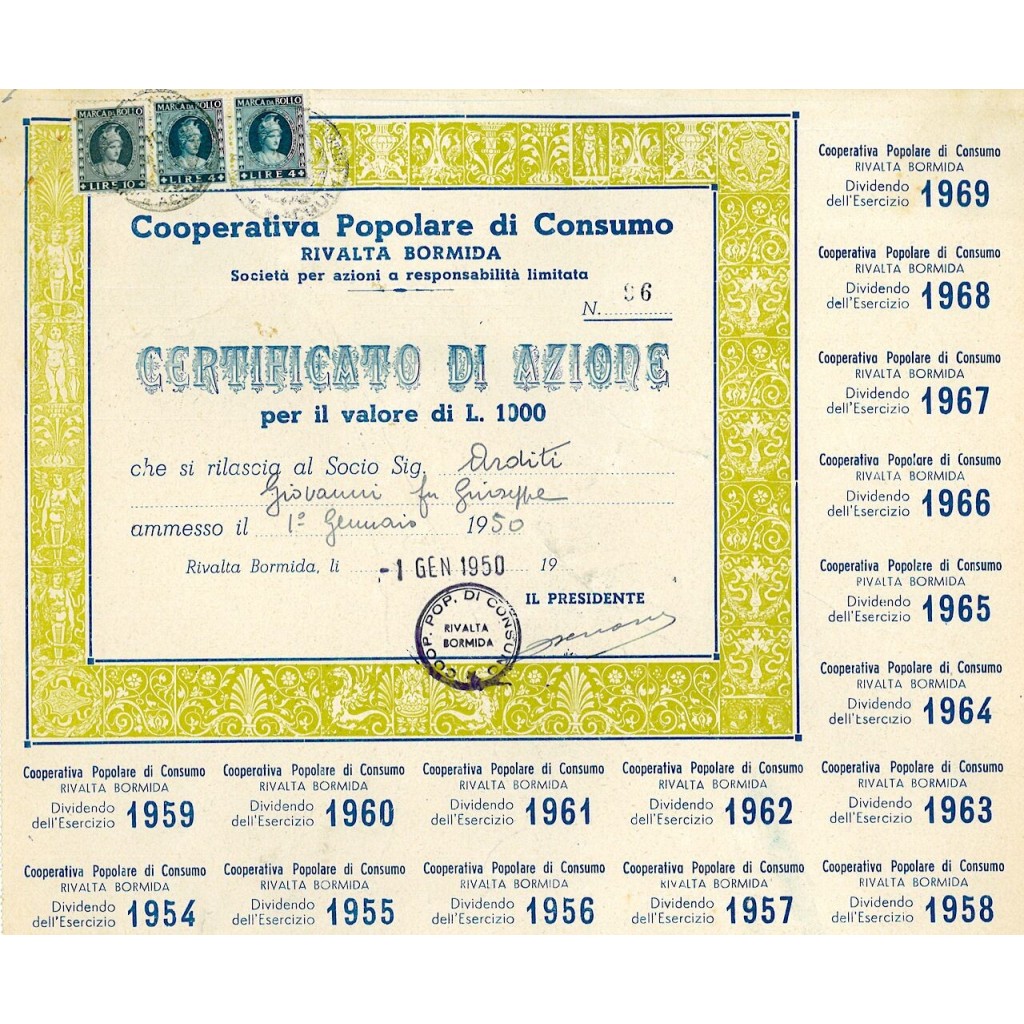 MARCA DA BOLLO
LIRE 10
MARCA DA BOLLO
LIRE 4
MARCA DA BOLLO
LIRE 4
Cooperativa Popolare di Consumo
RIVALTA BORMIDA
Società per azioni a responsabilità limitata
N. 96
CERTIFICATO DI AZIONE
per il valore di L. 1000
che si rilascia al Socio Sig. Arditi
Giovanni fu Giuseppe
ammesso il 1º Gennaio 1950
Rivalta Bormida, li -1 GEN 1950 19
IL PRESIDENTE
COOP. POP. DI CONSUMO
RIVALTA
BORMIDA
Cooperativa Popolare di Consumo
RIVALTA BORMIDA
Dividendo
dell'Esercizio 1969
Cooperativa Popolare di Consumo
RIVALTA BORMIDA
Dividendo
dell'Esercizio 1968
Cooperativa Popolare di Consumo
RIVALTA BORMIDA
Dividendo
dell'Esercizio 1967
Cooperativa Popolare di Consumo
RIVALTA BORMIDA
Dividendo
dell'Esercizio 1966
Cooperativa Popolare di Consumo
RIVALTA BORMIDA
Dividendo
dell'Esercizio 1965
Cooperativa Popolare di Consumo
RIVALTA BORMIDA
Dividendo
dell'Esercizio 1964
Cooperativa Popolare di Consumo
RIVALTA BORMIDA
Dividendo
dell'Esercizio 1959
Cooperativa Popolare di Consumo
RIVALTA BORMIDA
Dividendo
dell'Esercizio 1960
Cooperativa Popolare di Consumo
RIVALTA BORMIDA
Dividendo
dell'Esercizio 1961
Cooperativa Popolare di Consumo
RIVALTA BORMIDA
Dividendo
dell'Esercizio 1962
Cooperativa Popolare di Consumo
RIVALTA BORMIDA
Dividendo
dell'Esercizio 1963
Cooperativa Popolare di Consumo
RIVALTA BORMIDA
Dividendo
dell'Esercizio 1954
Cooperativa Popolare di Consumo
RIVALTA BORMIDA
Dividendo
dell'Esercizio 1955
Cooperativa Popolare di Consumo
RIVALTA BORMIDA
Dividendo
dell'Esercizio 1956
Cooperativa Popolare di Consumo
RIVALTA BORMIDA
Dividendo
dell'Esercizio 1957
Cooperativa Popolare di Consumo
RIVALTA BORMIDA
Dividendo
dell'Esercizio 1958